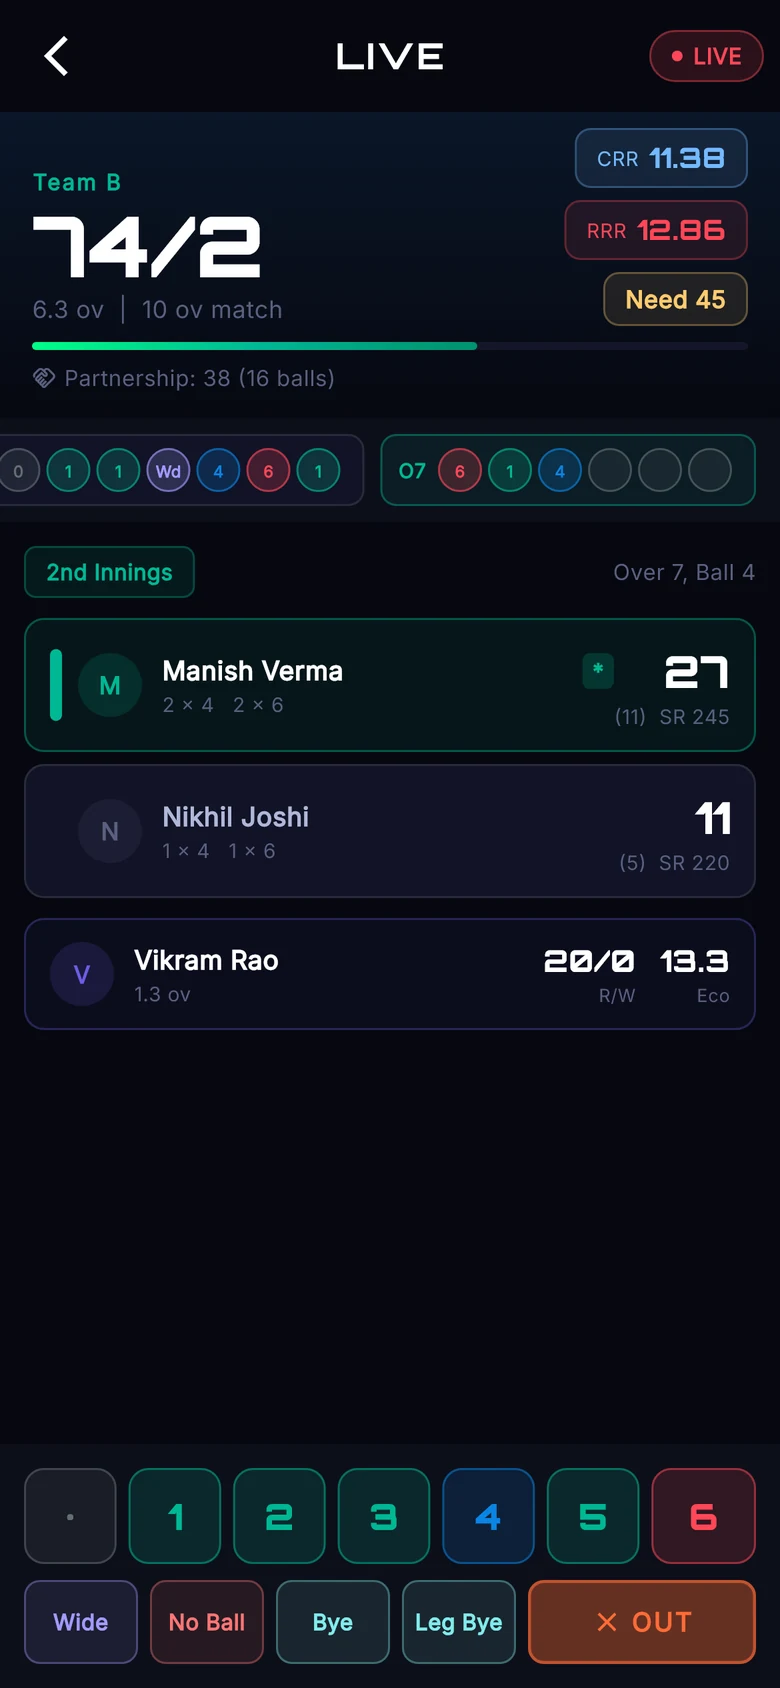 LIVE
LIVE
Team B
74/2
6.3 ov | 10 ov match
CRR 11.38
RRR 12.86
Need 45
Partnership: 38 (16 balls)
0 1 1 Wd 4 6 1
O7 6 1 4
2nd Innings
Over 7, Ball 4
M
Manish Verma
2 × 4 2 × 6
*
27
(11) SR 245
N
Nikhil Joshi
1 × 4 1 × 6
11
(5) SR 220
V
Vikram Rao
1.3 ov
20/0
R/W
13.3
Eco
· 1 2 3 4 5 6
Wide
No Ball
Bye
Leg Bye
× OUT